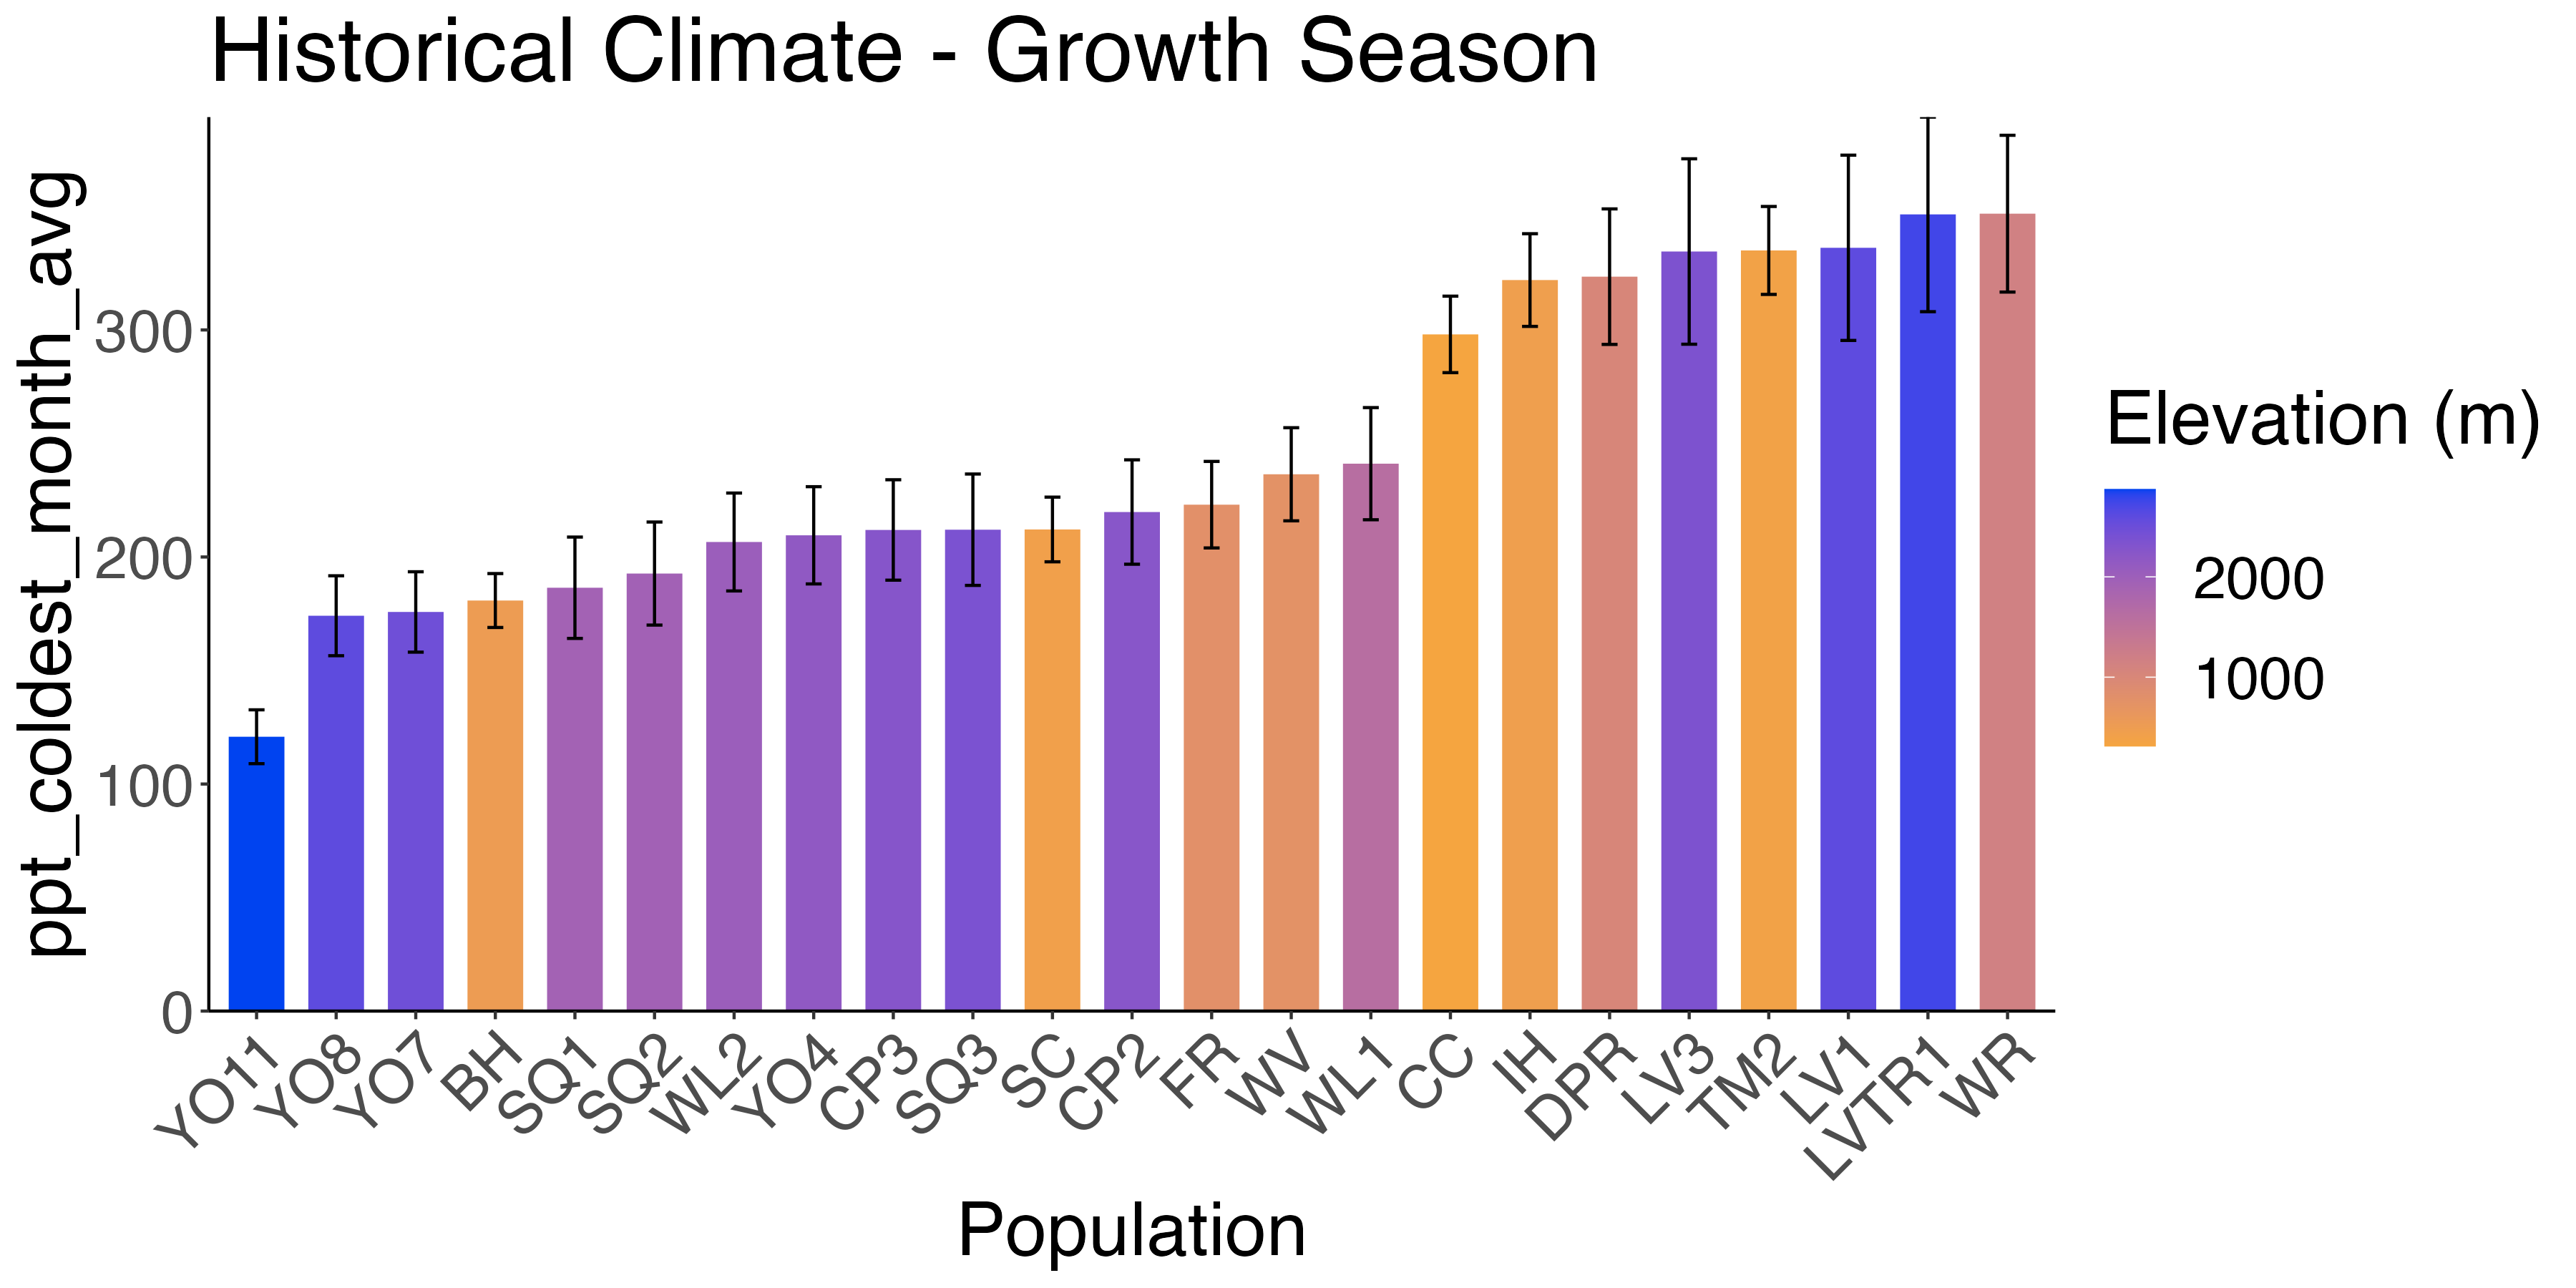 Historical Climate - Growth Season
ppt_coldest_month_avg
300
200
100
0
YO11
YO8
YO7
BH
SQ1
SQ2
WL2
YO4
CP3
SQ3
SC
CP2
FR
WV
WL1
CC
IH
DPR
LV3
TM2
LV1
LVTR1
WR
Population
Elevation (m)
2000
1000